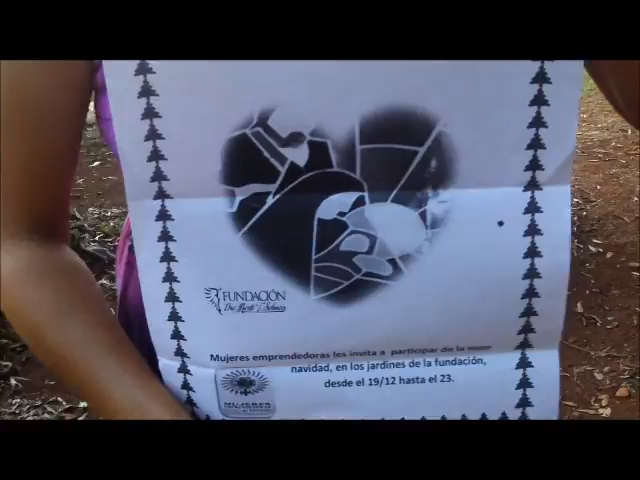 FUNDACIÓN
Mujeres emprendedoras les invita a participar de la
navidad, en los jardines de la fundación,
desde el 19/12 hasta el 23.
MUJERES